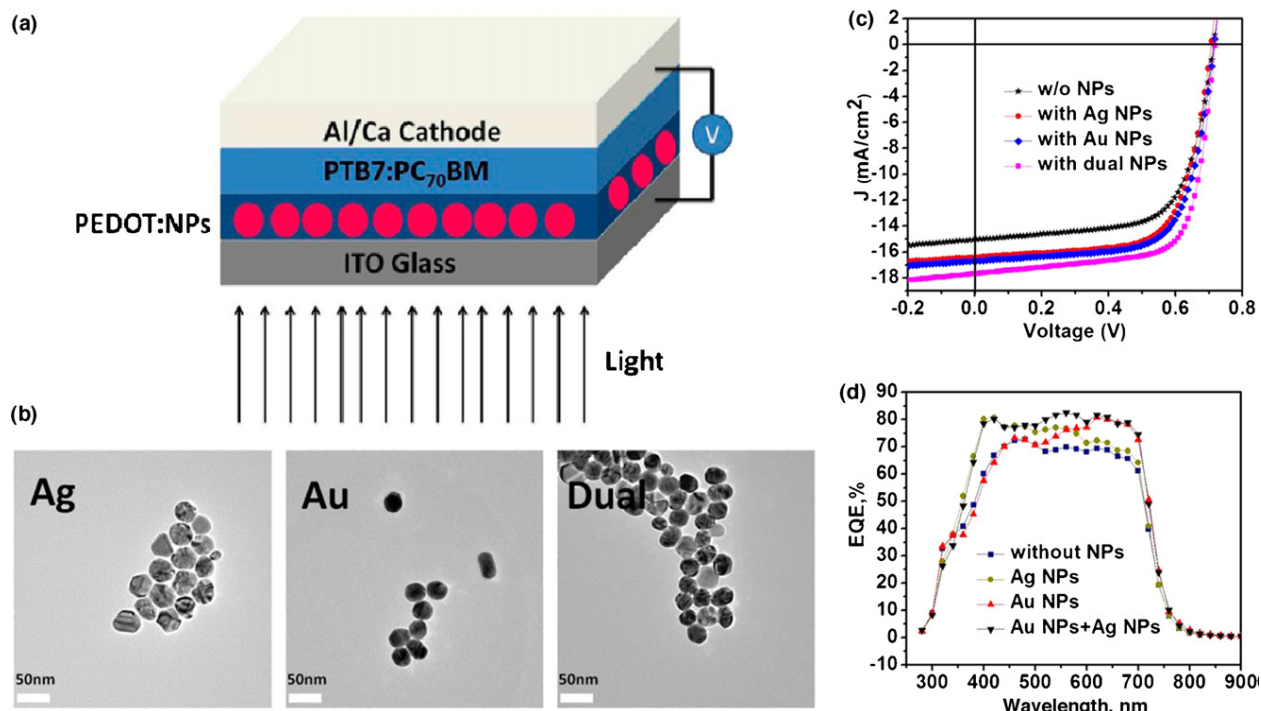 (a)
Al/Ca Cathode
PTB7:PC70BM
PEDOT:NPs
ITO Glass
V
Light
(b)
Ag
50nm
Au
50nm
Dual
50nm
(c)
2
0
-2
-4
-6
-8
-10
-12
-14
-16
-18
J (mA/cm2)
w/o NPs
with Ag NPs
with Au NPs
with dual NPs
-0.2 0.0 0.2 0.4 0.6 0.8
Voltage (V)
(d)
90
80
70
60
50
40
30
20
10
0
-10
EQE,%
without NPs
Ag NPs
Au NPs
Au NPs+Ag NPs
300 400 500 600 700 800 900
Wavelength, nm